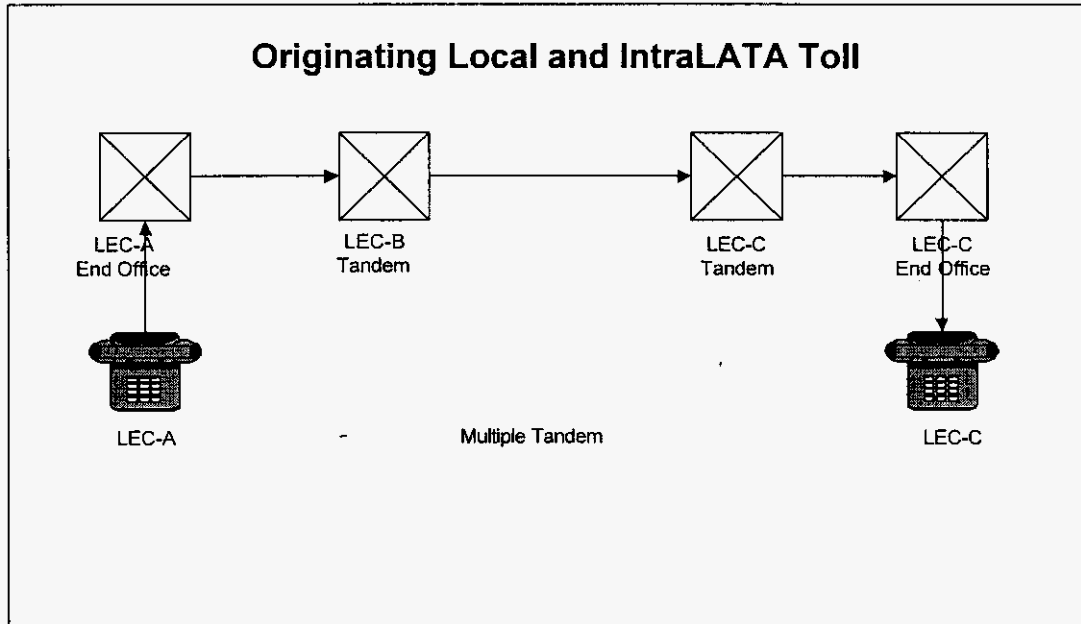 Originating Local and IntraLATA Toll
LEC-A
End Office
LEC-B
Tandem
LEC-C
Tandem
LEC-C
End Office
LEC-A
Multiple Tandem
LEC-C